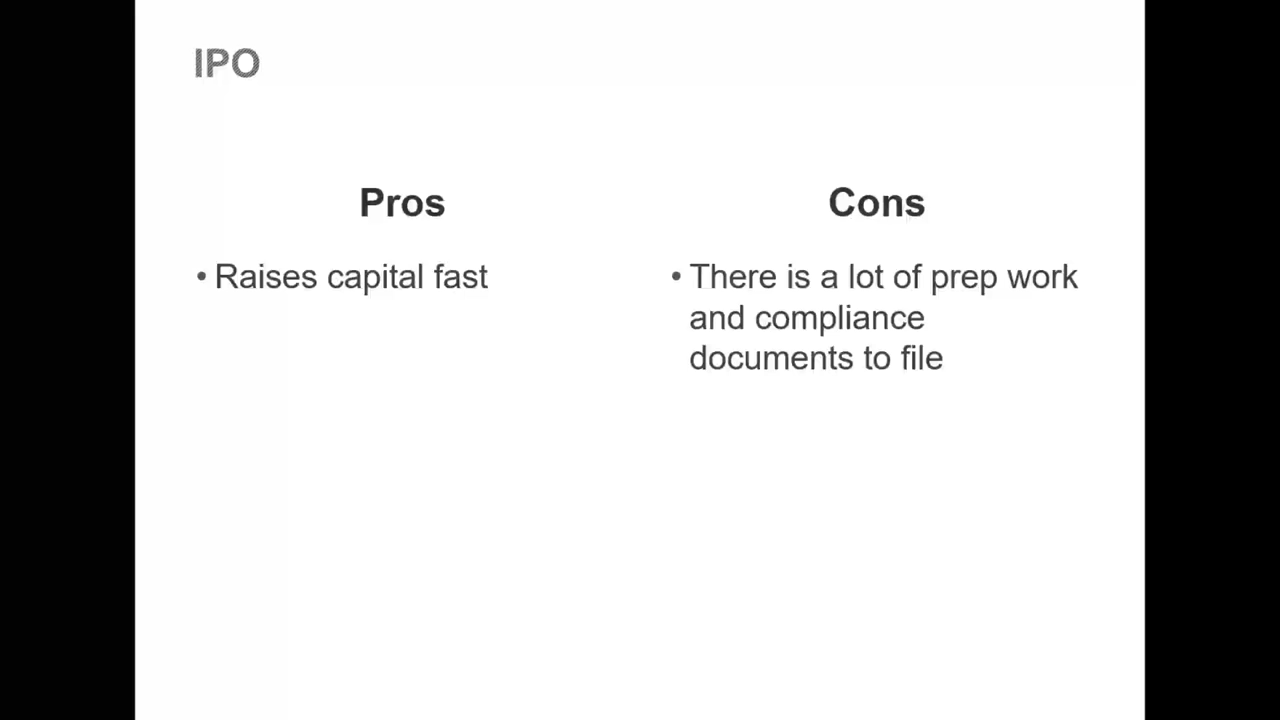 IPO
Pros
• Raises capital fast
Cons
• There is a lot of prep work
and compliance
documents to file